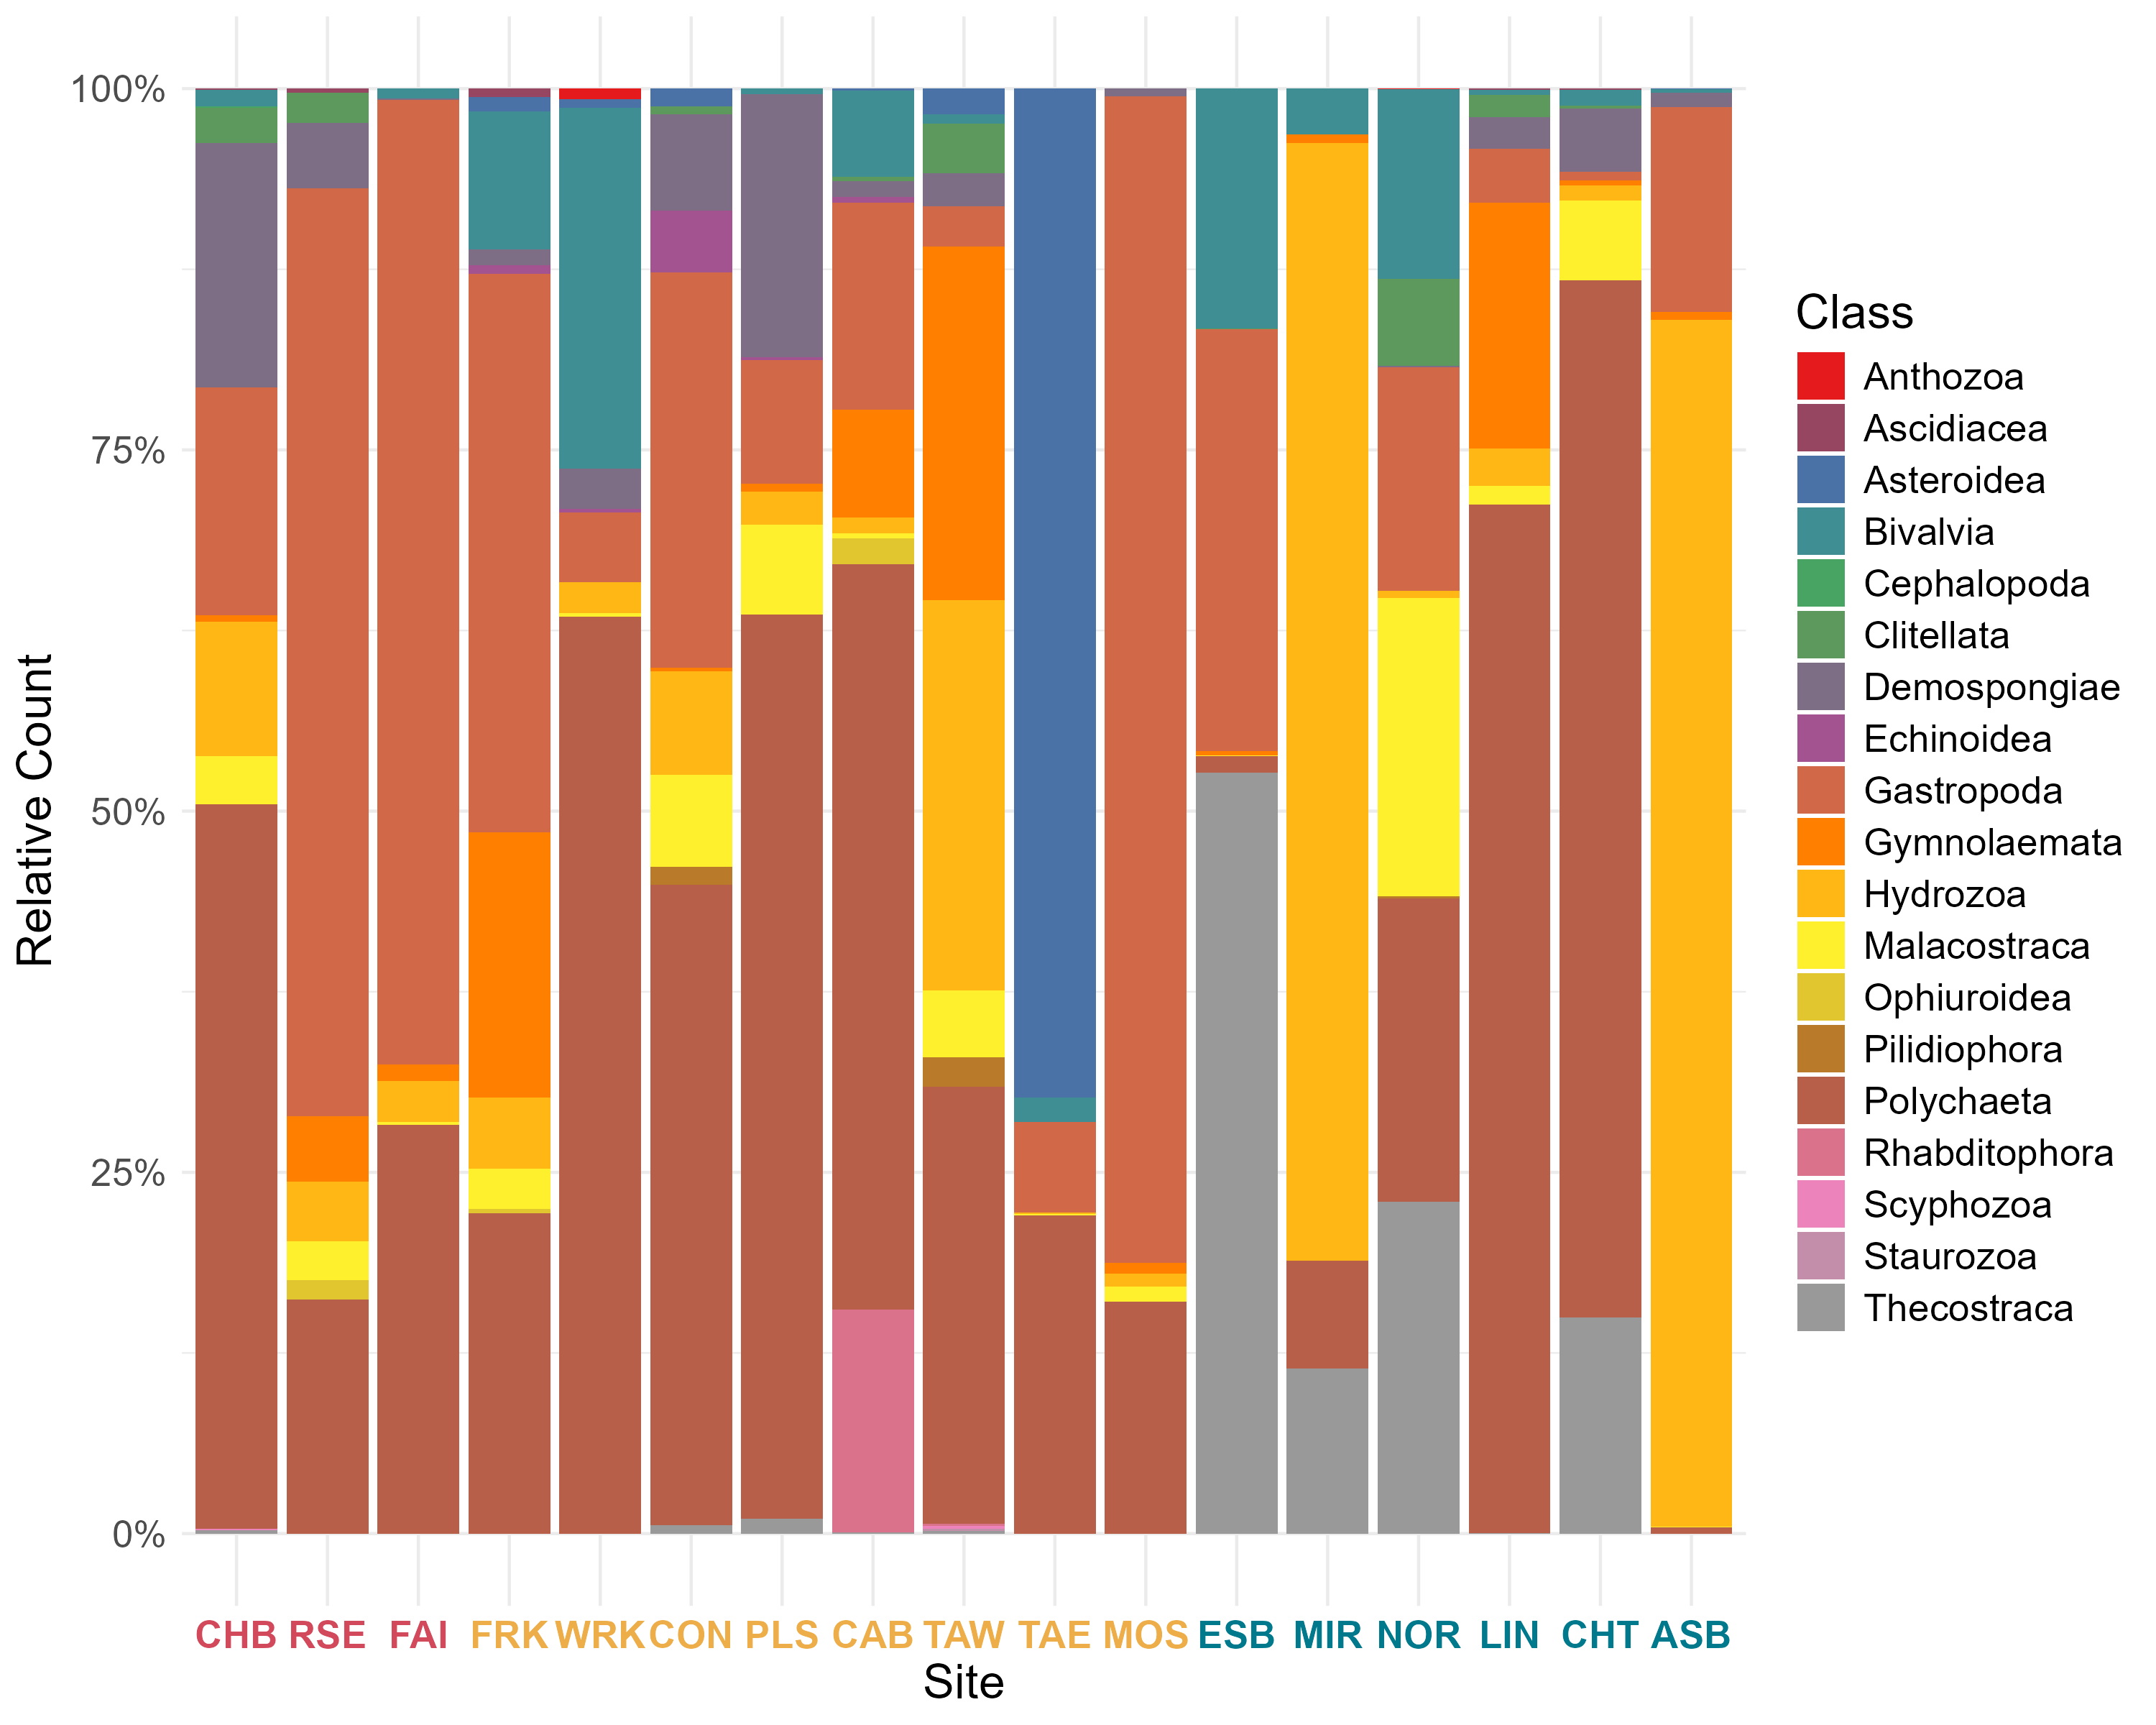 100%
75%
50%
25%
0%
Relative Count
CHB RSE FAI FRK WRK CON PLS CAB TAW TAE MOS ESB MIR NOR LIN CHT ASB
Site
Class
Anthozoa
Ascidiacea
Asteroidea
Bivalvia
Cephalopoda
Clitellata
Demospongiae
Echinoidea
Gastropoda
Gymnolaemata
Hydrozoa
Malacostraca
Ophiuroidea
Pilidiophora
Polychaeta
Rhabditophora
Scyphozoa
Staurozoa
Thecostraca